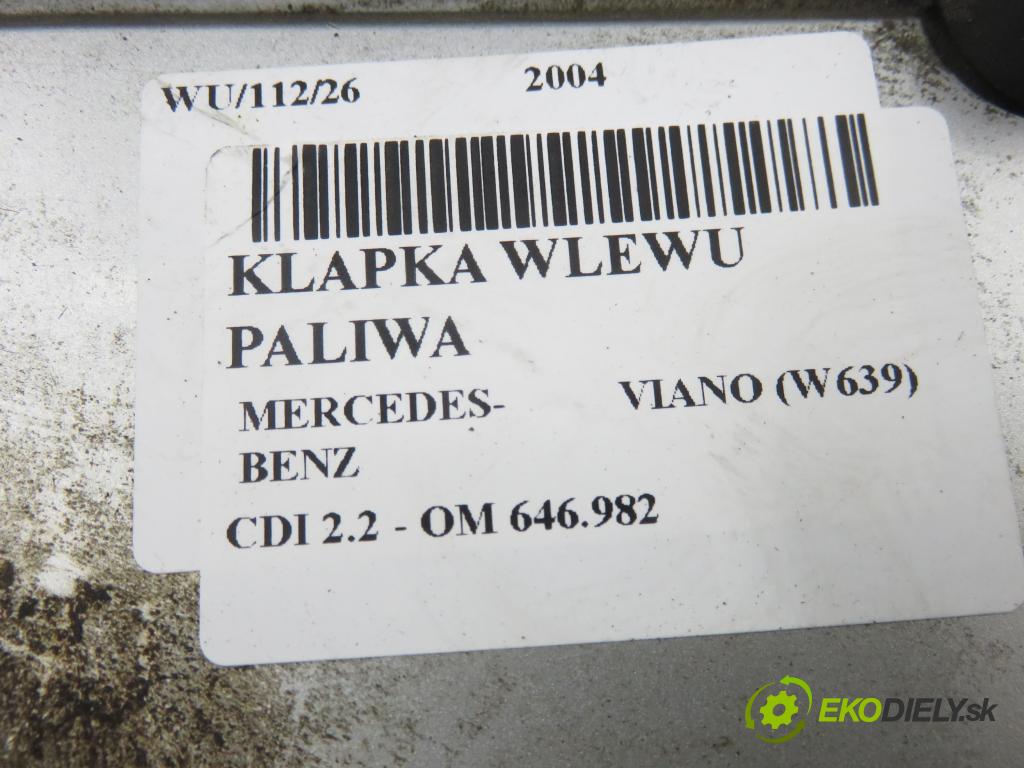 WU/112/26 2004
KLAPKA WLEWU
PALIWA
MERCEDES- VIANO (W639)
BENZ
CDI 2.2 - OM 646.982
EKODIELY.sk